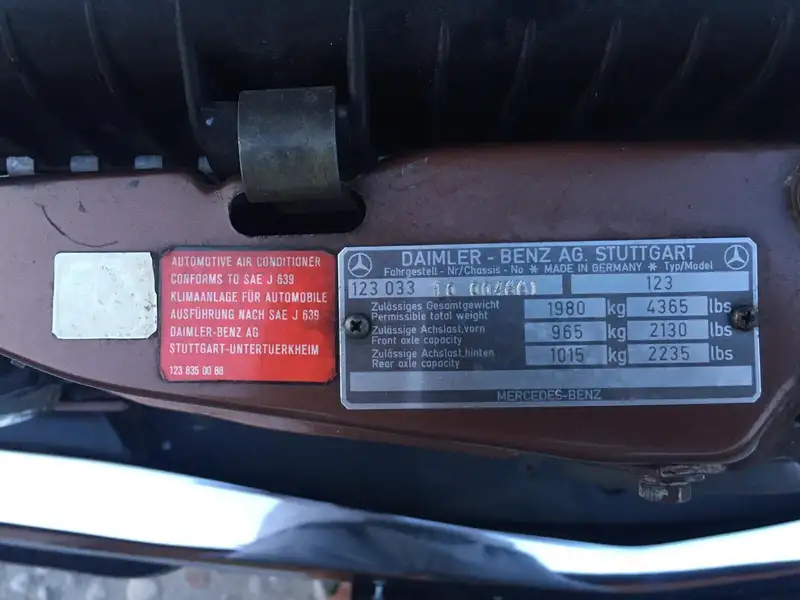 AUTOMOTIVE AIR CONDITIONER
CONFORMS TO SAE J 639
KLIMAANLAGE FÜR AUTOMOBILE
AUSFÜHRUNG NACH SAE J 639
DAIMLER-BENZ AG
STUTTGART-UNTERTUERKHEIM
123 835 00 68
DAIMLER - BENZ AG. STUTTGART
Fahrgestell - Nr/Chassis - No * MADE IN GERMANY * Typ/Model
123 033 123
Zulässiges Gesamtgewicht
Permissible total weight
1980 kg 4365 lbs
Zulässige Achslast, vorn
Front axle capacity
965 kg 2130 lbs
Zulässige Achslast, hinten
Rear axle capacity
1015 kg 2235 lbs
MERCEDES-BENZ